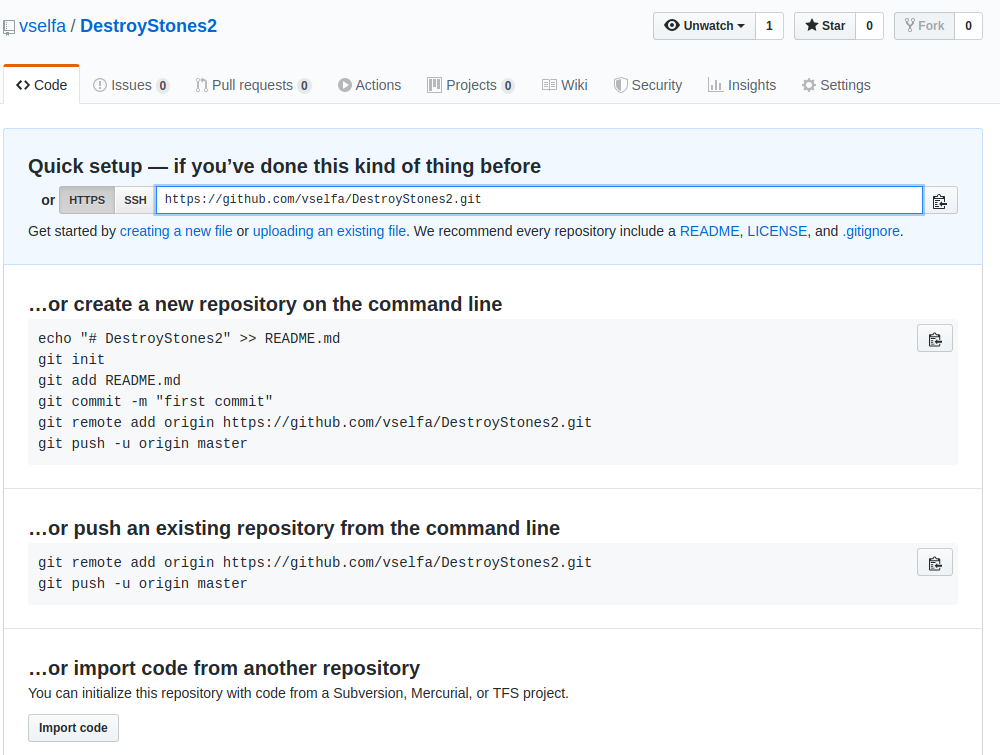 vselfa / DestroyStones2 Unwatch 1 Star 0 Fork 0
Code Issues 0 Pull requests 0 Actions Projects 0 Wiki Security Insights Settings
Quick setup — if you’ve done this kind of thing before
or HTTPS SSH https://github.com/vselfa/DestroyStones2.git
Get started by creating a new file or uploading an existing file. We recommend every repository include a README, LICENSE, and .gitignore.
…or create a new repository on the command line
echo "# DestroyStones2" >> README.md
git init
git add README.md
git commit -m "first commit"
git remote add origin https://github.com/vselfa/DestroyStones2.git
git push -u origin master
…or push an existing repository from the command line
git remote add origin https://github.com/vselfa/DestroyStones2.git
git push -u origin master
…or import code from another repository
You can initialize this repository with code from a Subversion, Mercurial, or TFS project.
Import code